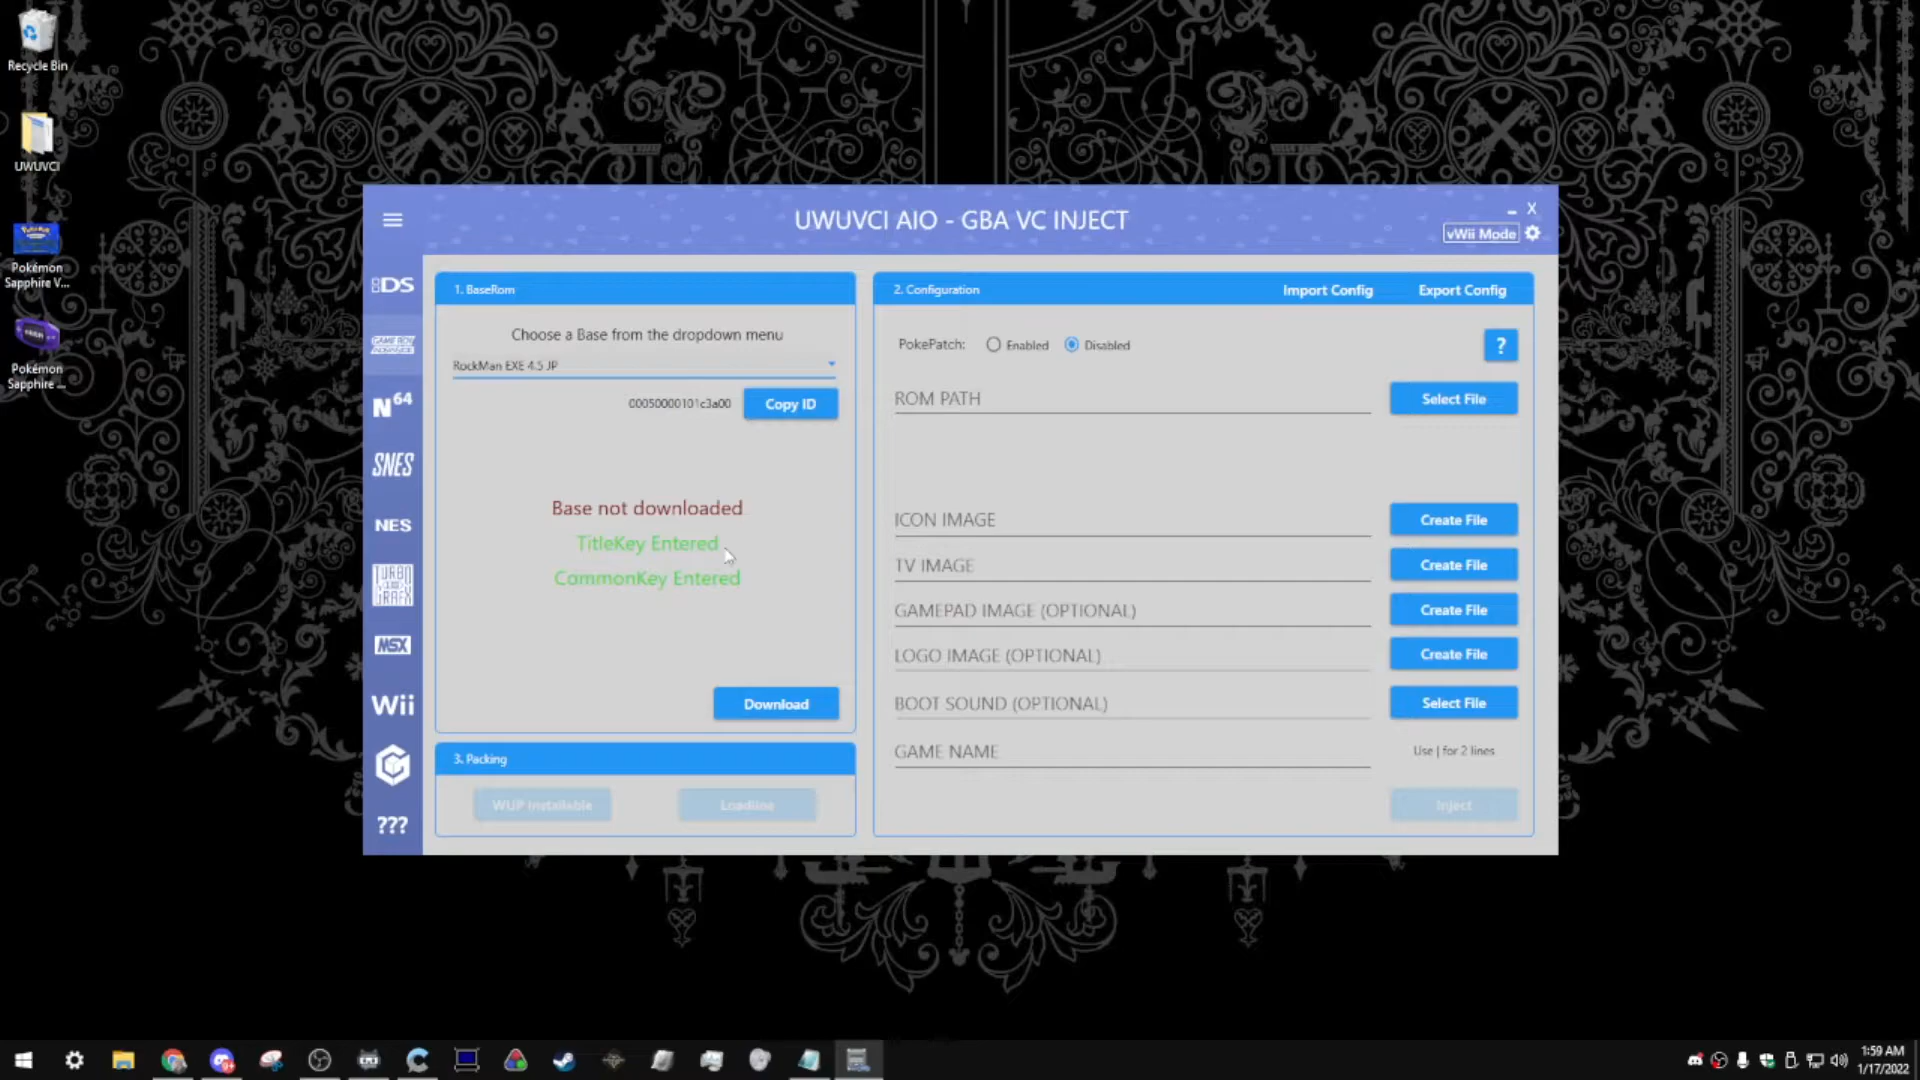 Recycle Bin
UWUVCI
Pokémon
Sapphire V...
Pokémon
Sapphire ...
UWUVCI AIO - GBA VC INJECT
_ X
vWii Mode
DS
GAME BOY
ADVANCE
N64
SNES
NES
TURBO
GRAFX
MSX
Wii
???
1. BaseRom
Choose a Base from the dropdown menu
RockMan EXE 4.5 JP
00050000101c3a00
Copy ID
Base not downloaded
TitleKey Entered
CommonKey Entered
Download
3. Packing
WUP Installable
Loadiine
2. Configuration
Import Config
Export Config
PokePatch:
Enabled
Disabled
?
ROM PATH
Select File
ICON IMAGE
Create File
TV IMAGE
Create File
GAMEPAD IMAGE (OPTIONAL)
Create File
LOGO IMAGE (OPTIONAL)
Create File
BOOT SOUND (OPTIONAL)
Select File
GAME NAME
Use | for 2 lines
Inject
1:59 AM
1/17/2022